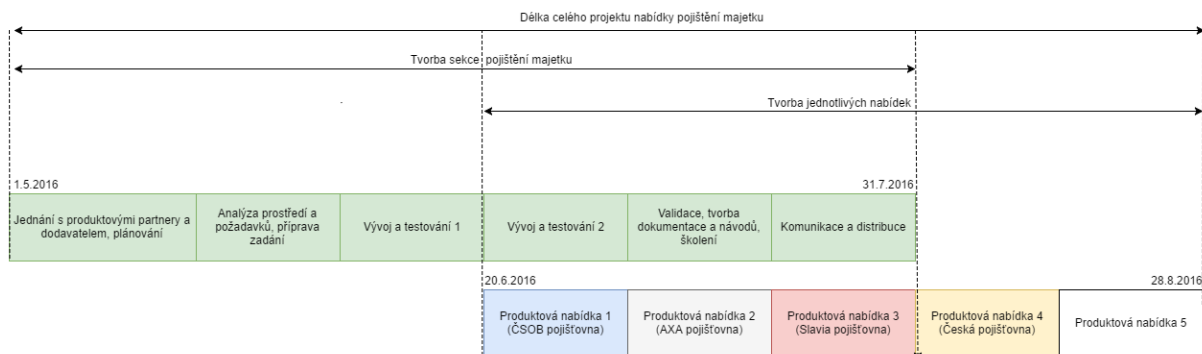 Délka celého projektu nabídky pojištění majetku
Tvorba sekce pojištění majetku
Tvorba jednotlivých nabídek
1.5.2016
31.7.2016
Jednání s produktovými partnery a
dodavatelem, plánování
Analýza prostředí a
požadavků, příprava
zadání
Vývoj a testování 1
Vývoj a testování 2
Validace, tvorba
dokumentace a návodů,
školení
Komunikace a distribuce
20.6.2016
28.8.2016
Produktová nabídka 1
(ČSOB pojišťovna)
Produktová nabídka 2
(AXA pojišťovna)
Produktová nabídka 3
(Slavia pojišťovna)
Produktová nabídka 4
(Česká pojišťovna)
Produktová nabídka 5